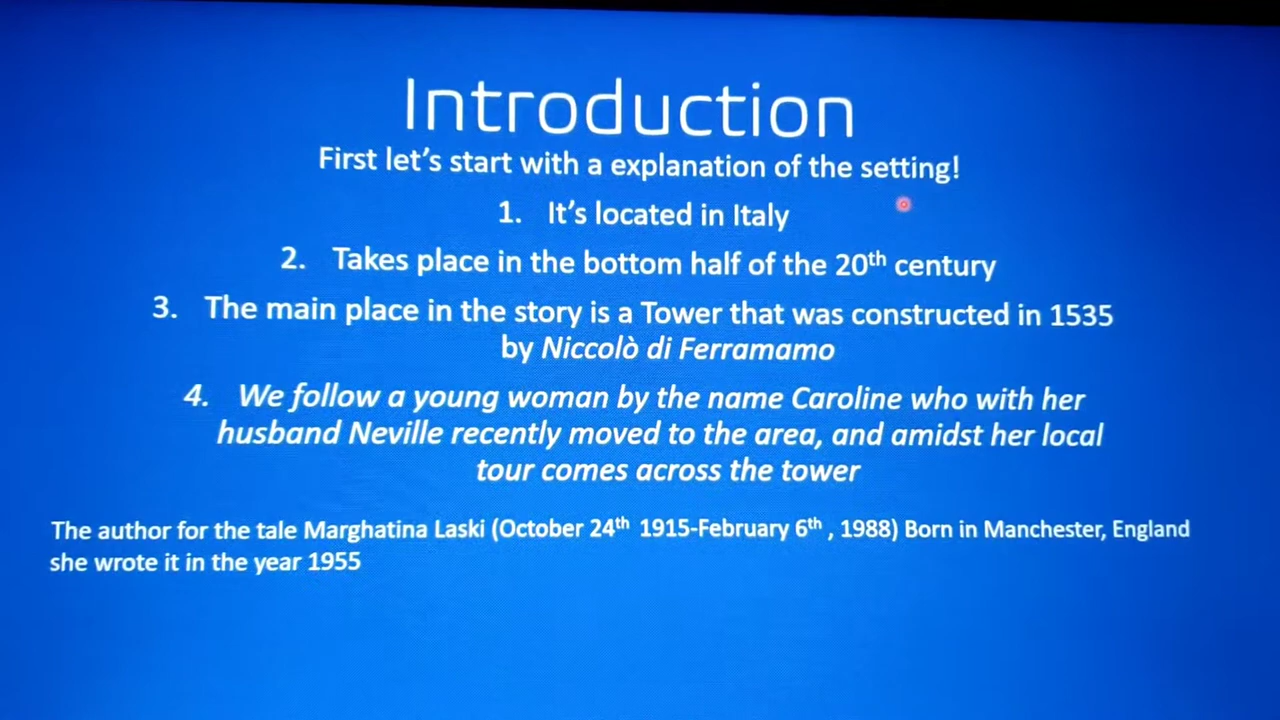 Introduction
First let's start with a explanation of the setting!
1. It's located in Italy
2. Takes place in the bottom half of the 20th century
3. The main place in the story is a Tower that was constructed in 1535
by Niccolò di Ferramamo
4. We follow a young woman by the name Caroline who with her
husband Neville recently moved to the area, and amidst her local
tour comes across the tower
The author for the tale Marghatina Laski (October 24th 1915-February 6th , 1988) Born in Manchester, England
she wrote it in the year 1955